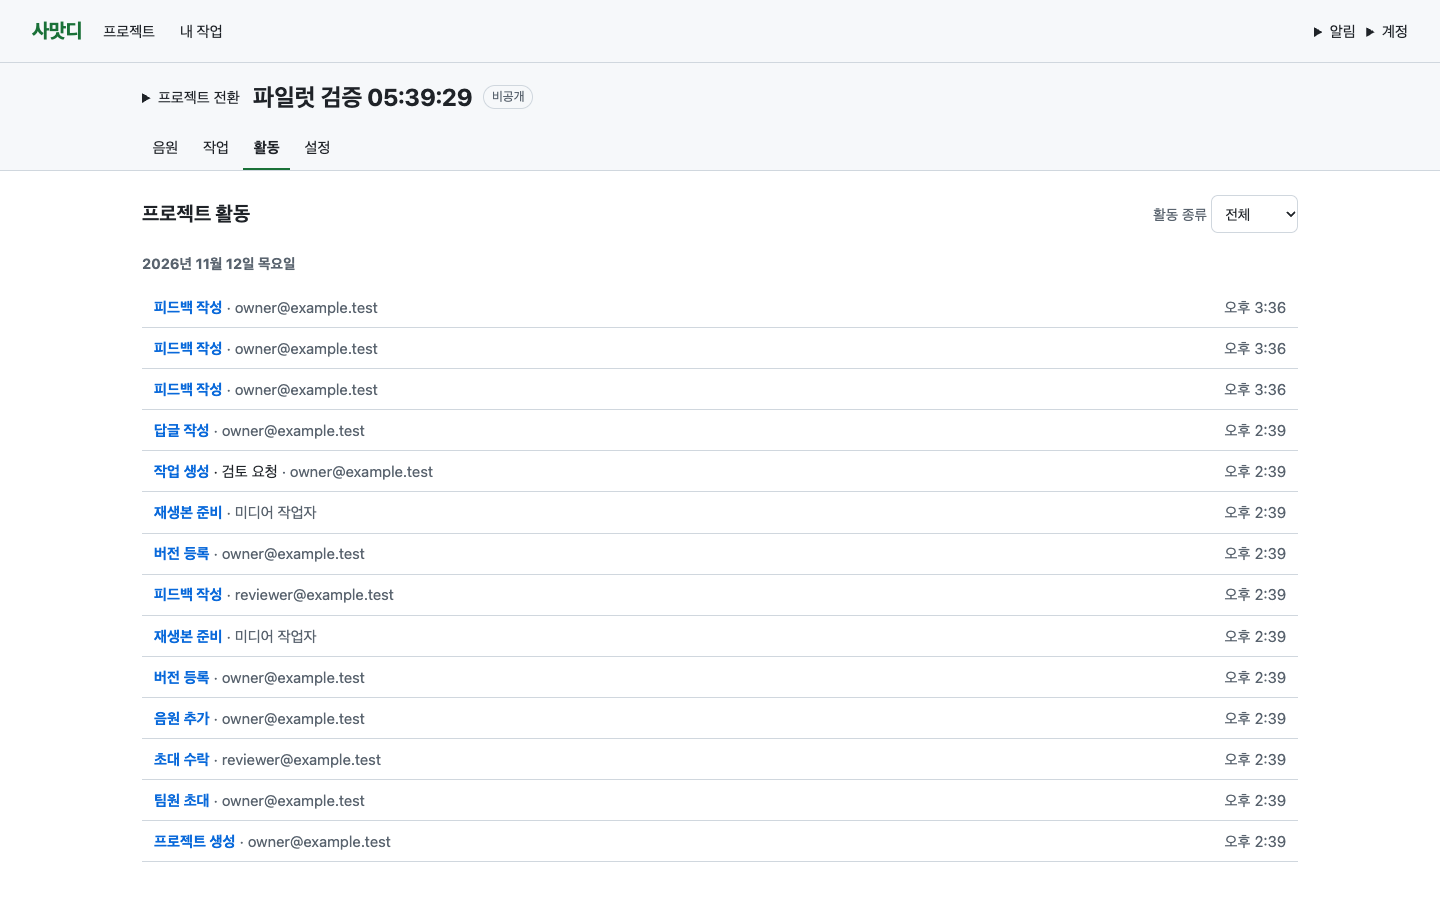 사맛디 프로젝트 내 작업 ▶ 알림 ▶ 계정
▶ 프로젝트 전환 파일럿 검증 05:39:29 비공개
음원 작업 활동 설정
프로젝트 활동 활동 종류 전체
2026년 11월 12일 목요일
피드백 작성 · owner@example.test 오후 3:36
피드백 작성 · owner@example.test 오후 3:36
피드백 작성 · owner@example.test 오후 3:36
답글 작성 · owner@example.test 오후 2:39
작업 생성 · 검토 요청 · owner@example.test 오후 2:39
재생본 준비 · 미디어 작업자 오후 2:39
버전 등록 · owner@example.test 오후 2:39
피드백 작성 · reviewer@example.test 오후 2:39
재생본 준비 · 미디어 작업자 오후 2:39
버전 등록 · owner@example.test 오후 2:39
음원 추가 · owner@example.test 오후 2:39
초대 수락 · reviewer@example.test 오후 2:39
팀원 초대 · owner@example.test 오후 2:39
프로젝트 생성 · owner@example.test 오후 2:39